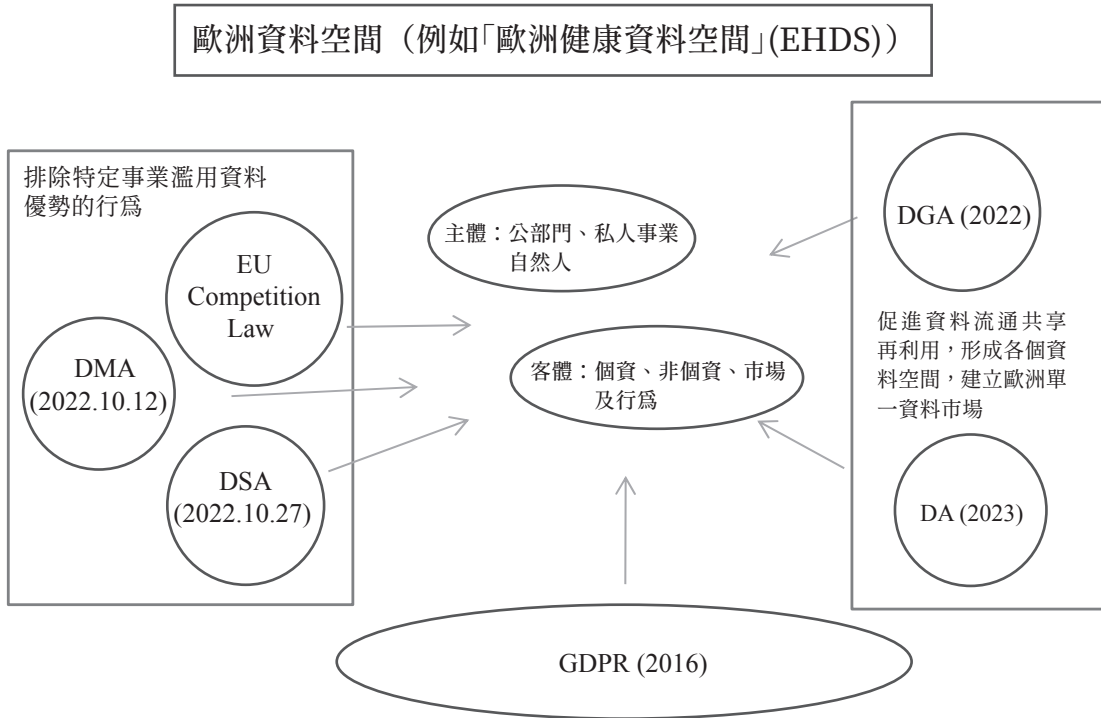 歐洲資料空間（例如「歐洲健康資料空間」(EHDS)）
排除特定事業濫用資料
優勢的行爲
EU
Competition
Law
DMA
(2022.10.12)
DSA
(2022.10.27)
主體：公部門、私人事業
自然人
客體：個資、非個資、市場
及行爲
DGA (2022)
促進資料流通共享
再利用，形成各個資
料空間，建立歐洲單
一資料市場
DA (2023)
GDPR (2016)